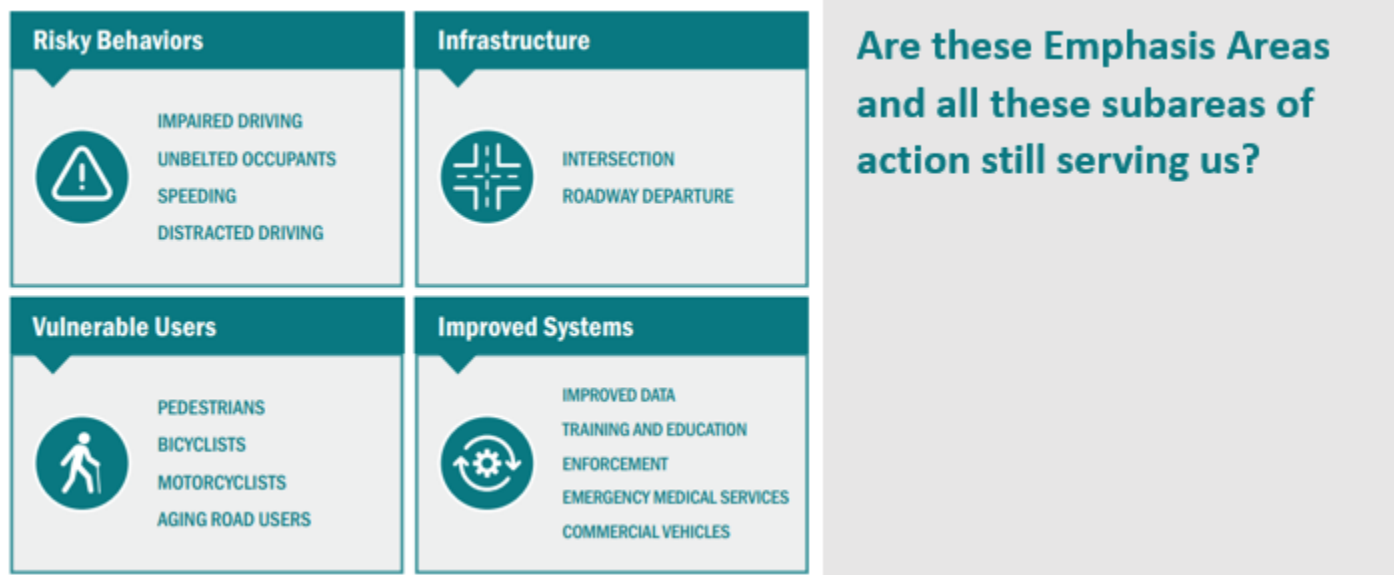 Risky Behaviors
IMPAIRED DRIVING
UNBELTED OCCUPANTS
SPEEDING
DISTRACTED DRIVING
Infrastructure
INTERSECTION
ROADWAY DEPARTURE
Vulnerable Users
PEDESTRIANS
BICYCLISTS
MOTORCYCLISTS
AGING ROAD USERS
Improved Systems
IMPROVED DATA
TRAINING AND EDUCATION
ENFORCEMENT
EMERGENCY MEDICAL SERVICES
COMMERCIAL VEHICLES
Are these Emphasis Areas
and all these subareas of
action still serving us?